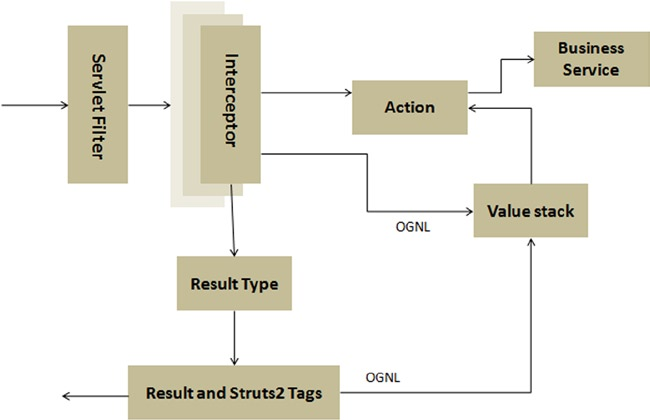 Servlet Filter
Interceptor
Business
Service
Action
Value stack
OGNL
Result Type
Result and Struts2 Tags
OGNL